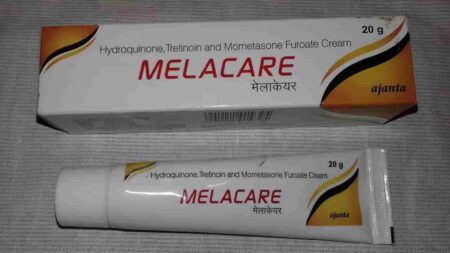 20 g
Hydroquinone, Tretinoin and Mometasone Furoate Cream
MELACARE
मेलाकेयर
ajanta
20 g
Hydroquinone, Tretinoin and Mometasone Furoate Cream
MELACARE
मेलाकेयर
ajanta